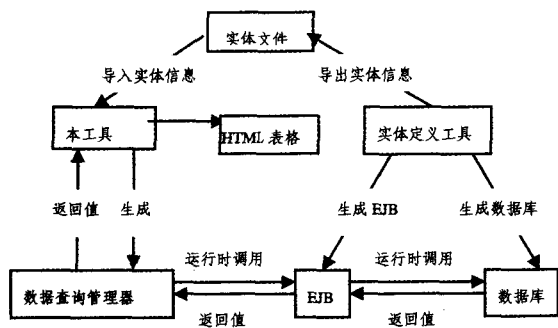 实体文件
导入实体信息
导出实体信息
本工具
HTML 表格
实体定义工具
返回值
生成
生成 EJB
生成数据库
运行时调用
运行时调用
数据查询管理器
EJB
数据库
返回值
返回值